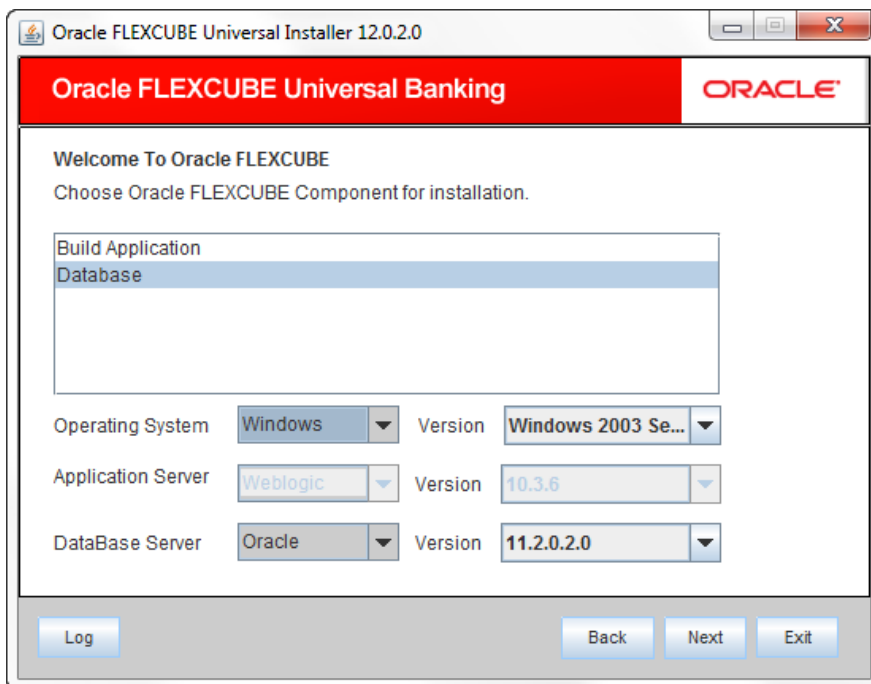 Oracle FLEXCUBE Universal Installer 12.0.2.0
Oracle FLEXCUBE Universal Banking
ORACLE
Welcome To Oracle FLEXCUBE
Choose Oracle FLEXCUBE Component for installation.
Build Application
Database
Operating System Windows Version Windows 2003 Se...
Application Server Weblogic Version 10.3.6
DataBase Server Oracle Version 11.2.0.2.0
Log Back Next Exit